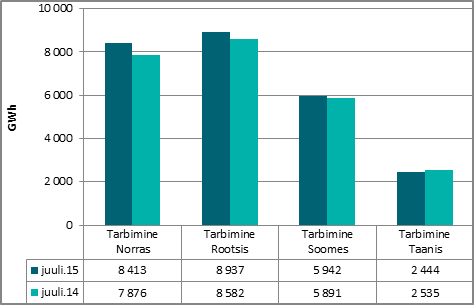 10 000
8 000
6 000
4 000
2 000
0
GWh
Tarbimine Norras
Tarbimine Rootsis
Tarbimine Soomes
Tarbimine Taanis
juuli.15 8 413 8 937 5 942 2 444
juuli.14 7 876 8 582 5 891 2 535